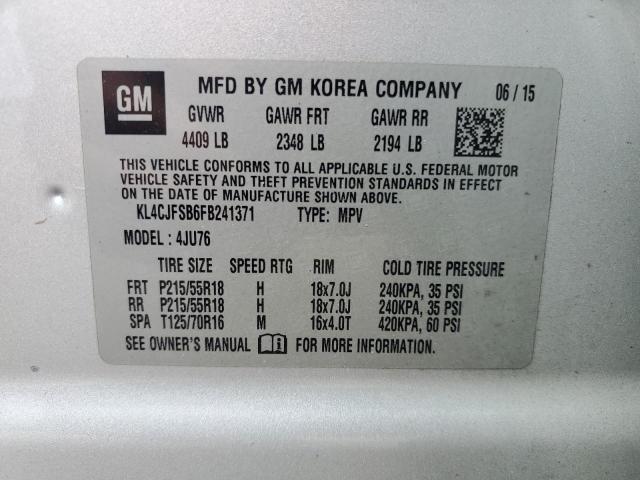 GM MFD BY GM KOREA COMPANY 06 / 15
GVWR GAWR FRT GAWR RR
4409 LB 2348 LB 2194 LB
THIS VEHICLE CONFORMS TO ALL APPLICABLE U.S. FEDERAL MOTOR
VEHICLE SAFETY AND THEFT PREVENTION STANDARDS IN EFFECT
ON THE DATE OF MANUFACTURE SHOWN ABOVE.
KL4CJFSB6FB241371 TYPE: MPV
MODEL : 4JU76
TIRE SIZE SPEED RTG RIM COLD TIRE PRESSURE
FRT P215/55R18 H 18x7.0J 240KPA, 35 PSI
RR P215/55R18 H 18x7.0J 240KPA, 35 PSI
SPA T125/70R16 M 16x4.0T 420KPA, 60 PSI
SEE OWNER'S MANUAL FOR MORE INFORMATION.